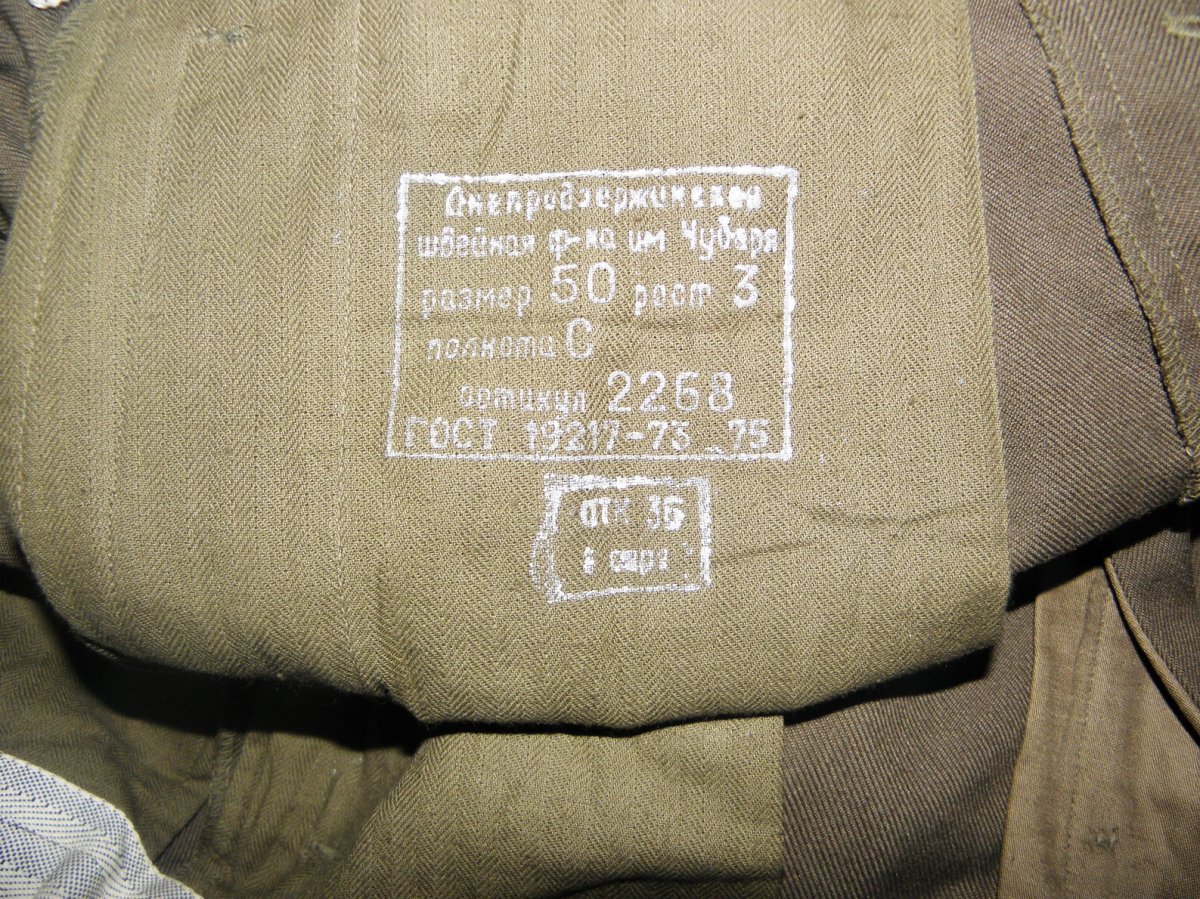 Днепродзержинская
швейная ф-ка им Чубаря
размер 50 рост 3
полнота С
артикул 2268
ГОСТ 19217-73 75
ОТК 36
1 сорт